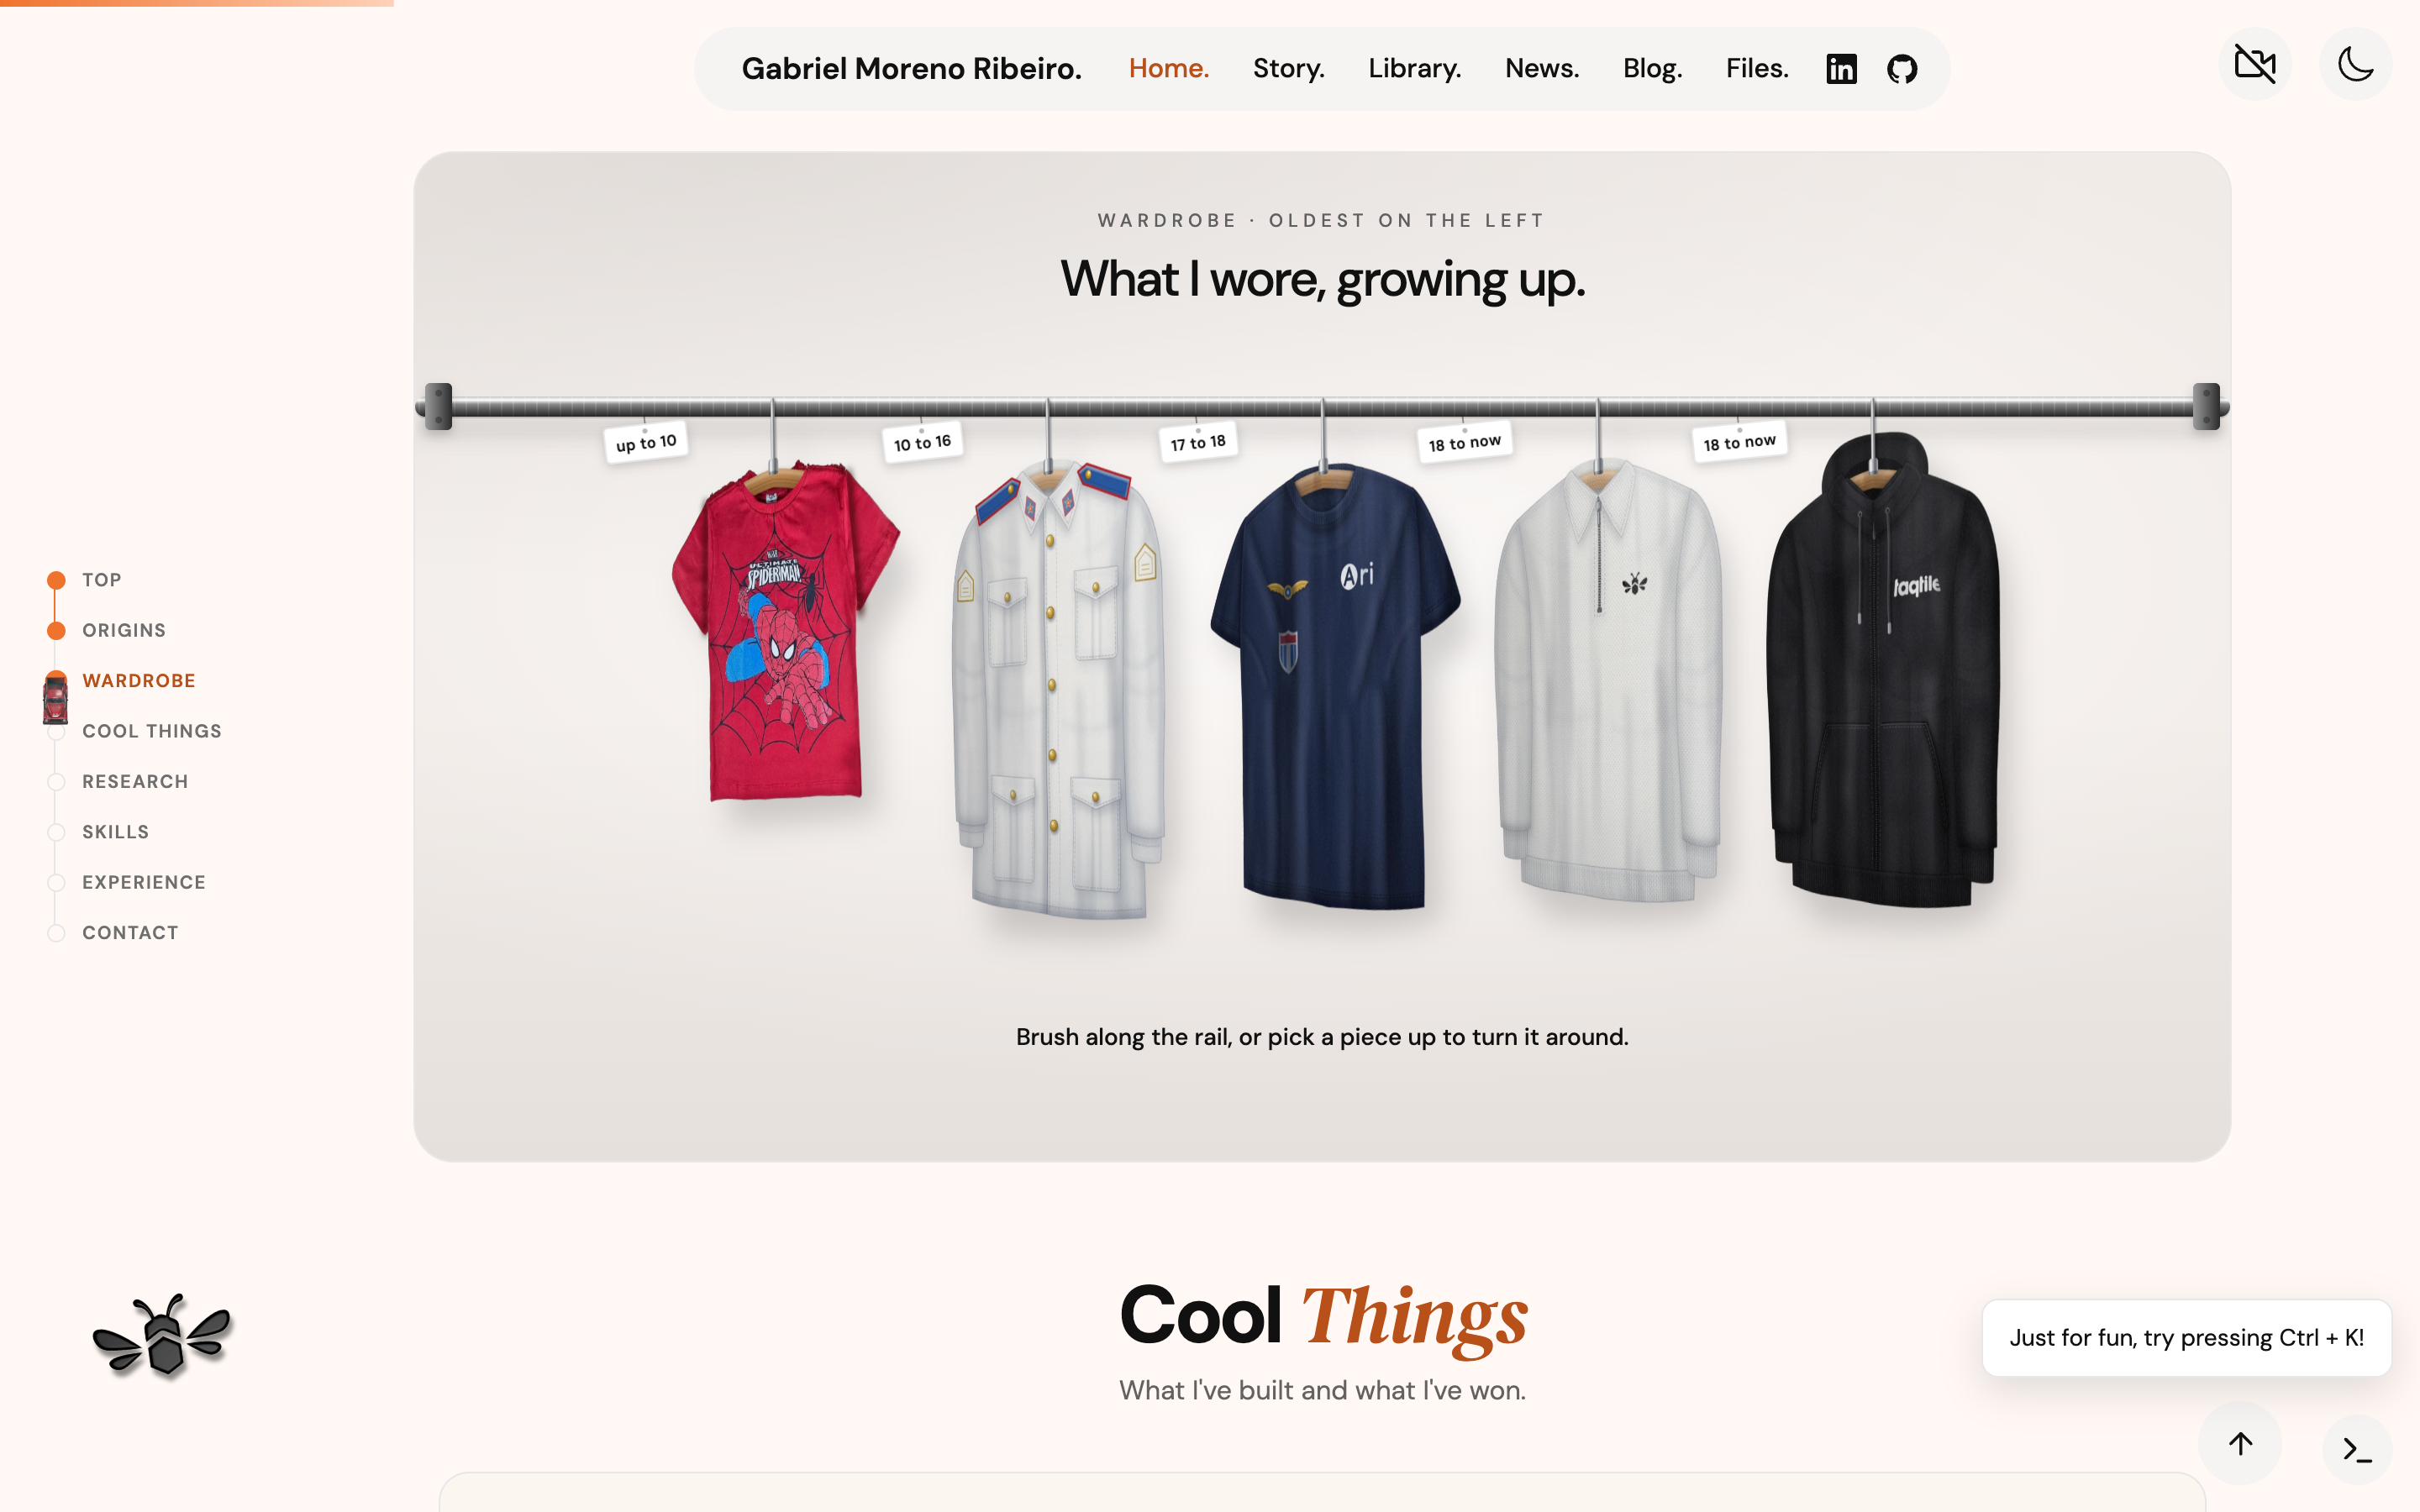 Gabriel Moreno Ribeiro. Home. Story. Library. News. Blog. Files.
WARDROBE · OLDEST ON THE LEFT
What I wore, growing up.
up to 10
10 to 16
17 to 18
18 to now
18 to now
ULTIMATE
SPIDERMAN
Ari
taqtile
TOP
ORIGINS
WARDROBE
COOL THINGS
RESEARCH
SKILLS
EXPERIENCE
CONTACT
Brush along the rail, or pick a piece up to turn it around.
Cool Things
What I've built and what I've won.
Just for fun, try pressing Ctrl + K!